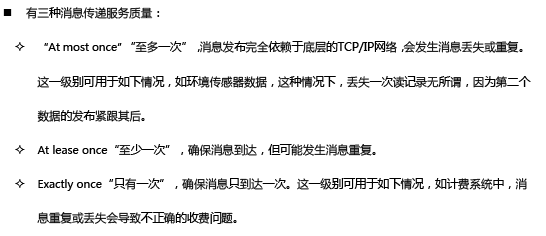 ■ 有三种消息传递服务质量：
✧ “At most once”“至多一次”,消息发布完全依赖于底层的TCP/IP网络,会发生消息丢失或重复。
这一级别可用于如下情况，如环境传感器数据，这种情况下，丢失一次读记录无所谓，因为第二个
数据的发布紧跟其后。
✧ At lease once“至少一次”，确保消息到达，但可能发生消息重复。
✧ Exactly once“只有一次”，确保消息只到达一次。这一级别可用于如下情况，如计费系统中，消
息重复或丢失会导致不正确的收费问题。